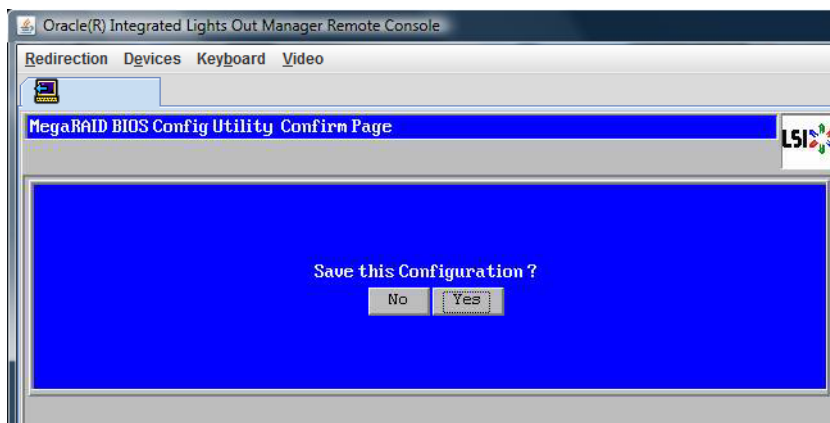 Oracle(R) Integrated Lights Out Manager Remote Console
Redirection Devices Keyboard Video
MegaRAID BIOS Config Utility Confirm Page
LSI
Save this Configuration ?
No Yes